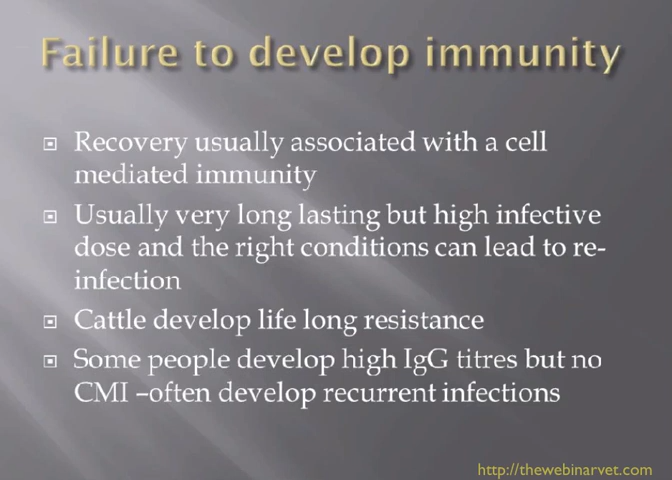 Failure to develop immunity
Recovery usually associated with a cell
mediated immunity
Usually very long lasting but high infective
dose and the right conditions can lead to re-
infection
Cattle develop life long resistance
Some people develop high IgG titres but no
CMI –often develop recurrent infections
http://thewebinarvet.com